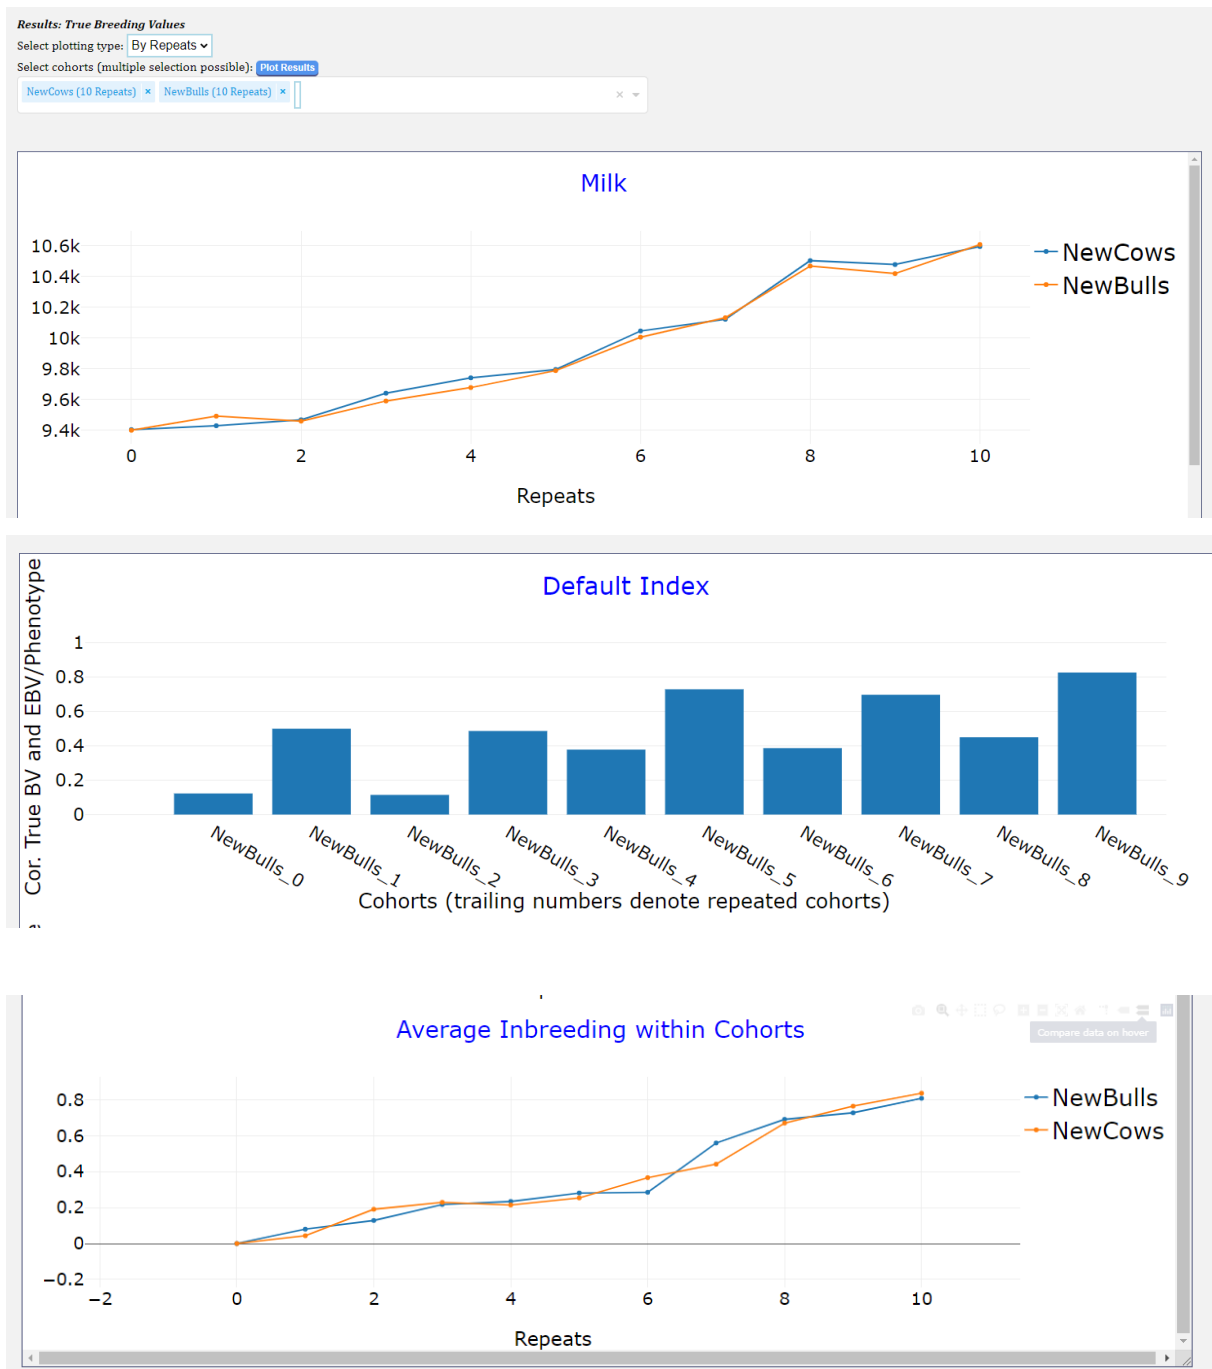 Results: True Breeding Values
Select plotting type: By Repeats
Select cohorts (multiple selection possible): Plot Results
NewCows (10 Repeats) × NewBulls (10 Repeats) ×
×
Milk
10.6k
10.4k
10.2k
10k
9.8k
9.6k
9.4k
0 2 4 6 8 10
Repeats
NewCows
NewBulls
Default Index
Cor. True BV and EBV/Phenotype
1
0.8
0.6
0.4
0.2
0
NewBulls_0 NewBulls_1 NewBulls_2 NewBulls_3 NewBulls_4 NewBulls_5 NewBulls_6 NewBulls_7 NewBulls_8 NewBulls_9
Cohorts (trailing numbers denote repeated cohorts)
Average Inbreeding within Cohorts
Compare data on hover
0.8
0.6
0.4
0.2
0
−0.2
−2 0 2 4 6 8 10
Repeats
NewBulls
NewCows